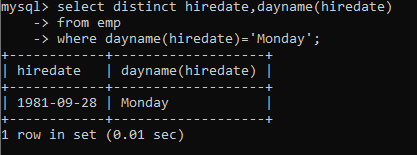 mysql> select distinct hiredate,dayname(hiredate)
    -> from emp
    -> where dayname(hiredate)='Monday';
+------------+-------------------+
| hiredate   | dayname(hiredate) |
+------------+-------------------+
| 1981-09-28 | Monday            |
+------------+-------------------+
1 row in set (0.01 sec)